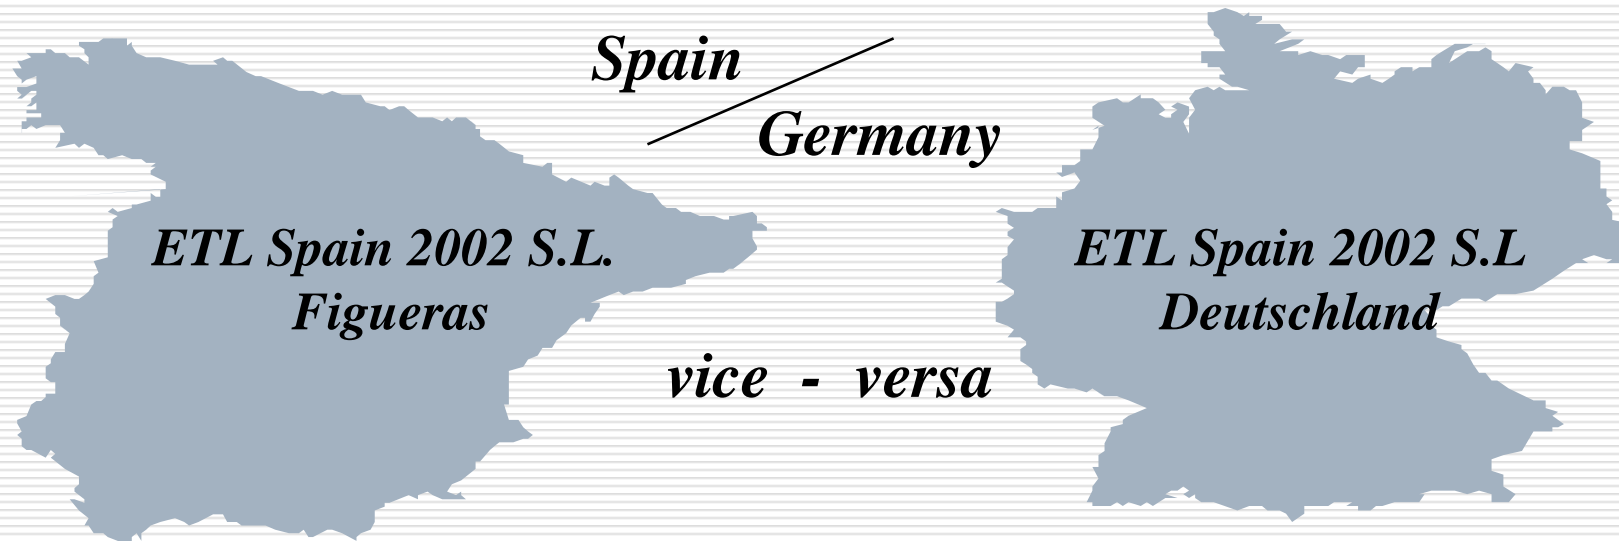 Spain
Germany
ETL Spain 2002 S.L.
Figueras
ETL Spain 2002 S.L
Deutschland
vice - versa